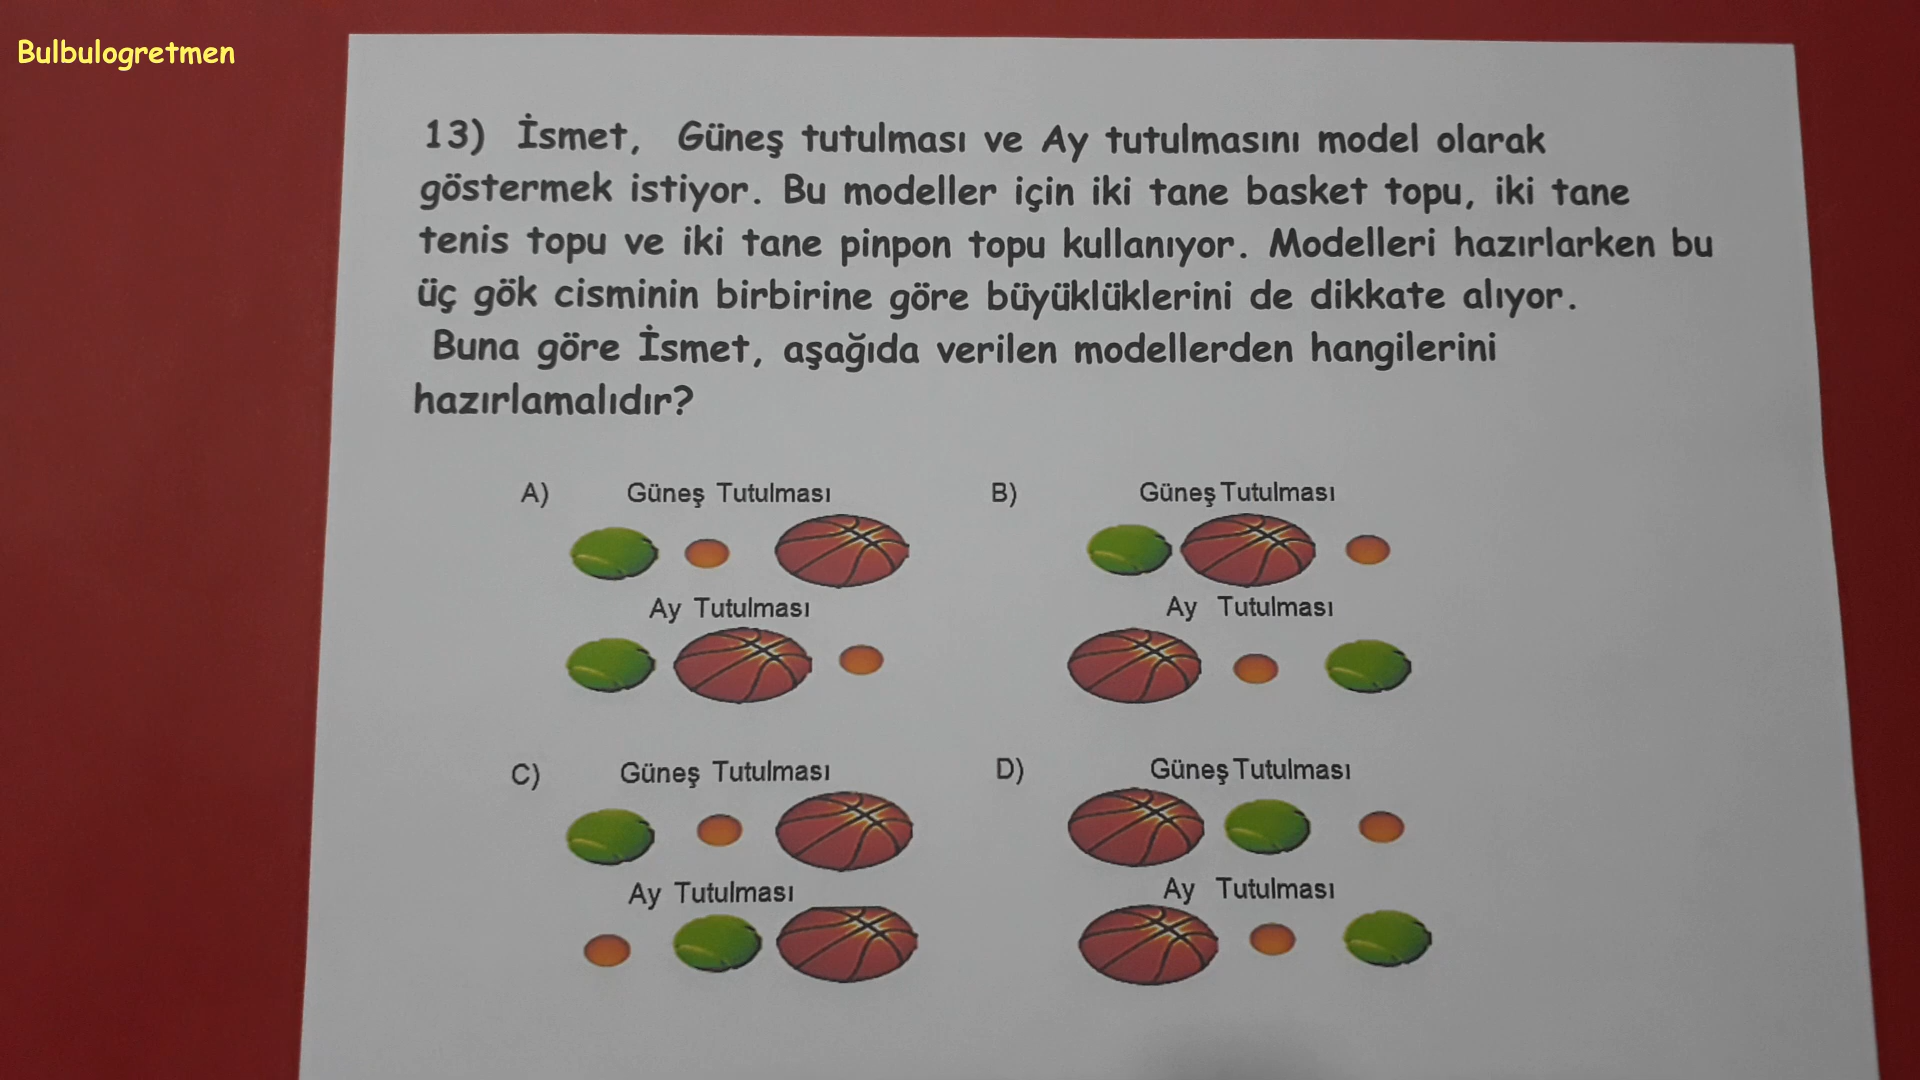 Bulbulogretmen
13) İsmet, Güneş tutulması ve Ay tutulmasını model olarak
göstermek istiyor. Bu modeller için iki tane basket topu, iki tane
tenis topu ve iki tane pinpon topu kullanıyor. Modelleri hazırlarken bu
üç gök cisminin birbirine göre büyüklüklerini de dikkate alıyor.
Buna göre İsmet, aşağıda verilen modellerden hangilerini
hazırlamalıdır?
A) Güneş Tutulması
Ay Tutulması
B) Güneş Tutulması
Ay Tutulması
C) Güneş Tutulması
Ay Tutulması
D) Güneş Tutulması
Ay Tutulması